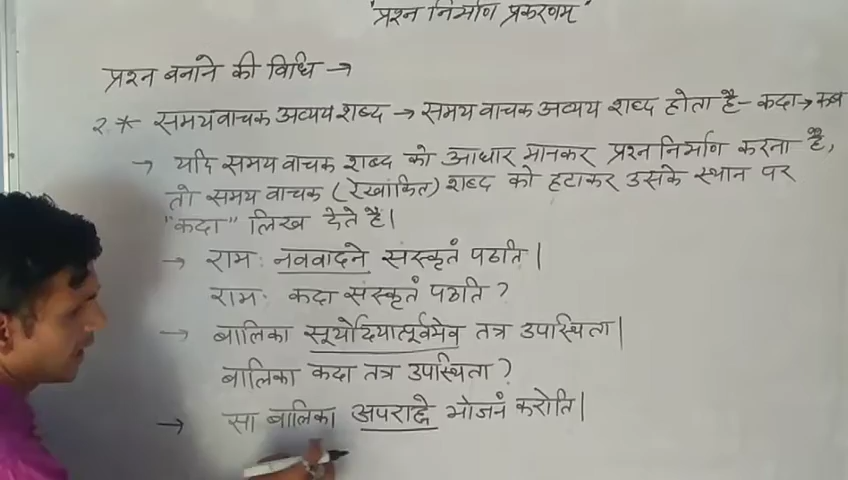 "प्रश्न निर्माण प्रकरणम्"
प्रश्न बनाने की विधि →
2. * समयवाचक अव्यय शब्द → समय वाचक अव्यय शब्द होता है - कदा → कब
→ यदि समय वाचक शब्द को आधार मानकर प्रश्न निर्माण करना है,
तो समय वाचक (रेखांकित) शब्द को हटाकर उसके स्थान पर
"कदा" लिख देते है।
→ रामः नववादने संस्कृतं पठति।
रामः कदा संस्कृतं पठति ?
→ बालिका सूर्योदयात्पूर्वमेव तत्र उपस्थिता।
बालिका कदा तत्र उपस्थिता ?
→ सा बालिका अपराह्ने भोजनं करोति।